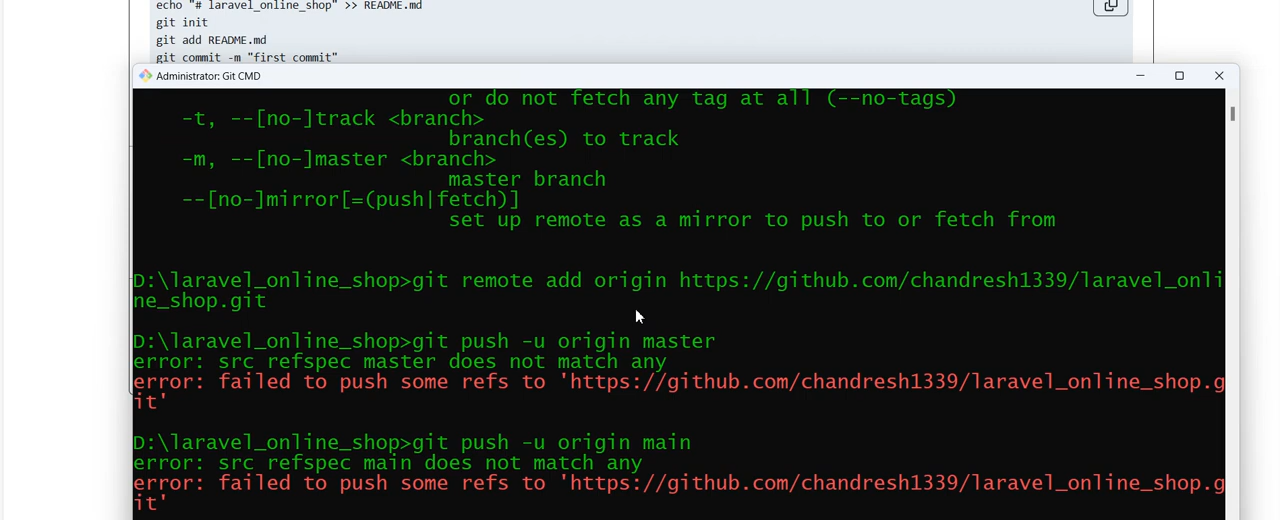 echo "# laravel_online_shop" >> README.md
git init
git add README.md
git commit -m "first commit"
Administrator: Git CMD
or do not fetch any tag at all (--no-tags)
-t, --[no-]track <branch>
branch(es) to track
-m, --[no-]master <branch>
master branch
--[no-]mirror[=(push|fetch)]
set up remote as a mirror to push to or fetch from
D:\laravel_online_shop>git remote add origin https://github.com/chandresh1339/laravel_onli
ne_shop.git
D:\laravel_online_shop>git push -u origin master
error: src refspec master does not match any
error: failed to push some refs to 'https://github.com/chandresh1339/laravel_online_shop.g
it'
D:\laravel_online_shop>git push -u origin main
error: src refspec main does not match any
error: failed to push some refs to 'https://github.com/chandresh1339/laravel_online_shop.g
it'